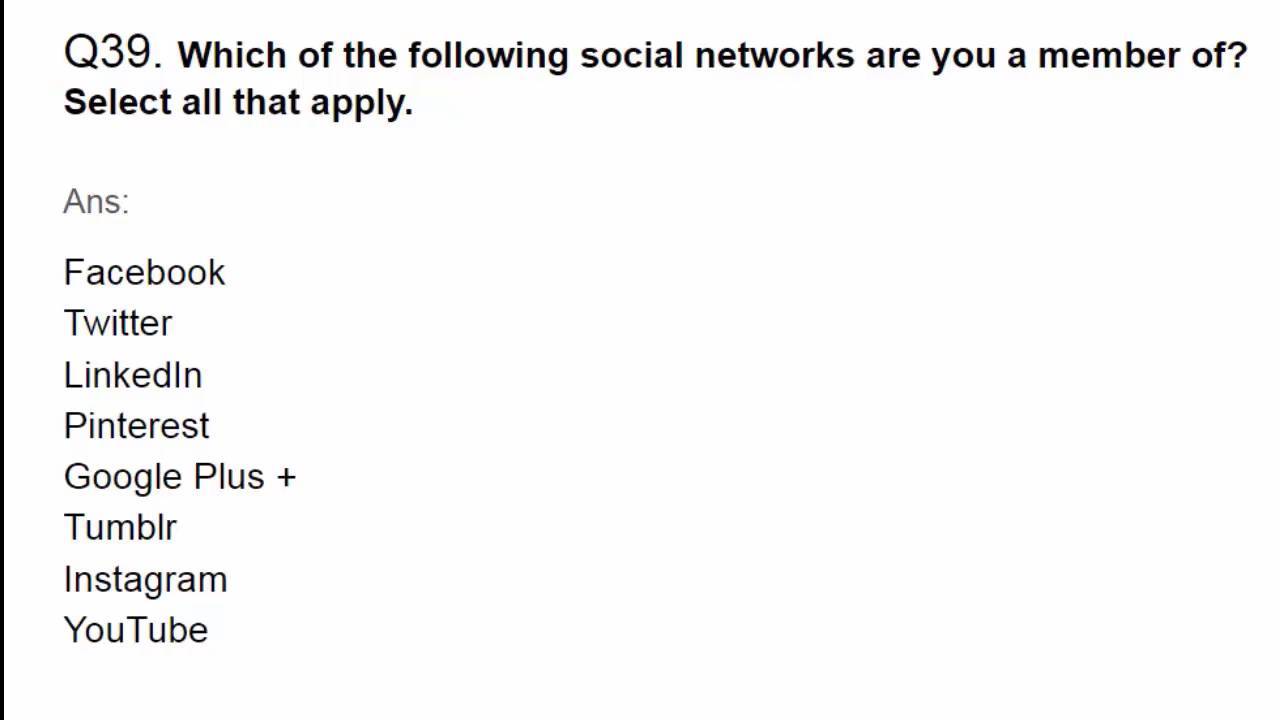 Q39. Which of the following social networks are you a member of?
Select all that apply.
Ans:
Facebook
Twitter
LinkedIn
Pinterest
Google Plus +
Tumblr
Instagram
YouTube